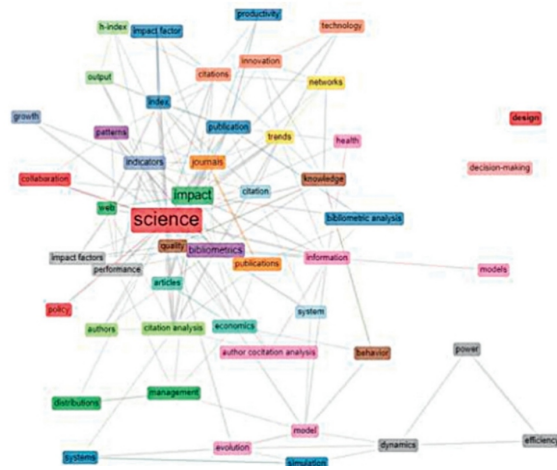 productivity
h-index
impact factor
technology
innovation
output
citations
networks
index
growth
publication
design
patterns
trends
health
indicators
journals
decision-making
collaboration
knowledge
impact
citation
web
science
bibliometric analysis
quality
bibliometrics
impact factors
information
performance
publications
models
articles
policy
system
authors
citation analysis
economics
author cocitation analysis
behavior
power
management
distributions
model
dynamics
efficiency
evolution
systems
simulation